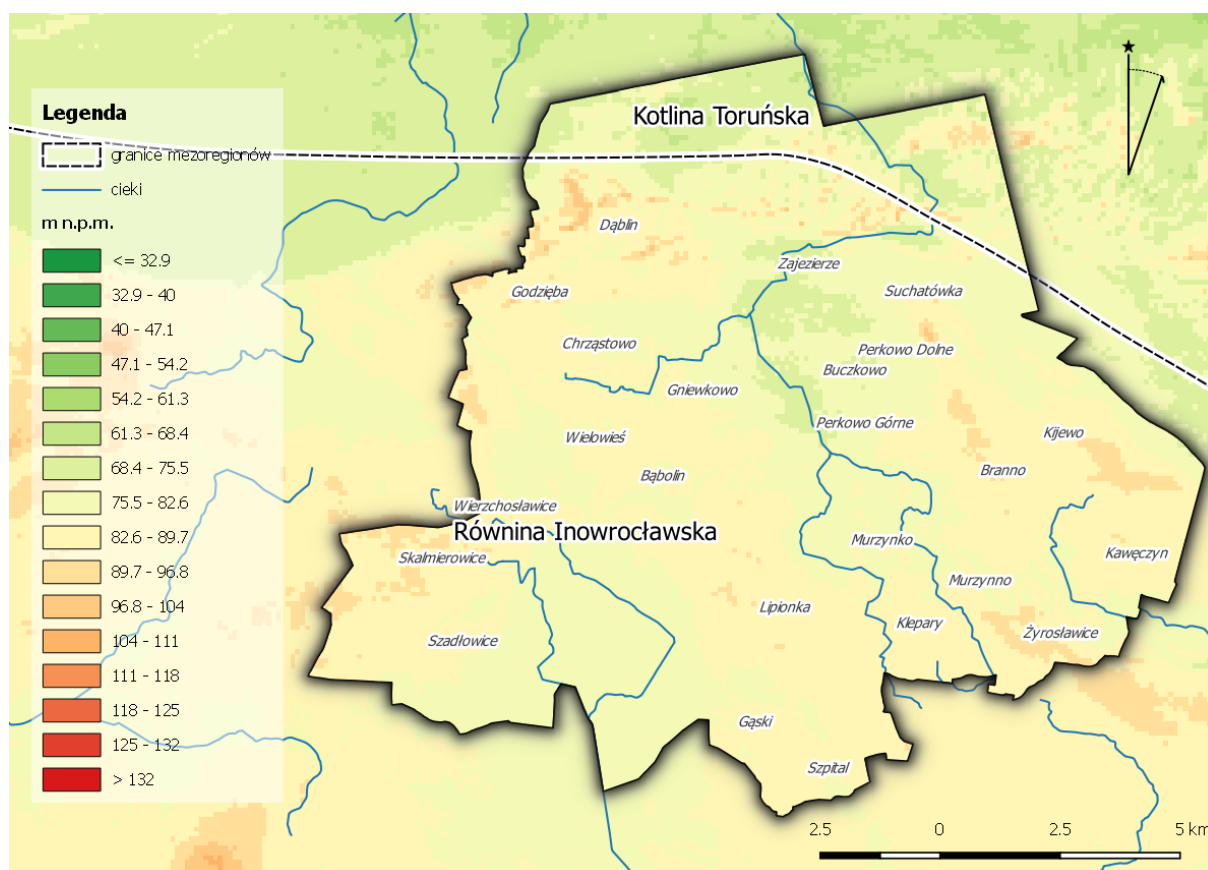 Legenda
granice mezoregionów
cieki
m n.p.m.
<= 32.9
32.9 - 40
40 - 47.1
47.1 - 54.2
54.2 - 61.3
61.3 - 68.4
68.4 - 75.5
75.5 - 82.6
82.6 - 89.7
89.7 - 96.8
96.8 - 104
104 - 111
111 - 118
118 - 125
125 - 132
> 132
Kotlina Toruńska
Dąblin
Zajezierze
Godzięba
Suchatówka
Chrząstowo
Perkowo Dolne
Buczkowo
Gniewkowo
Perkowo Górne
Wielowieś
Kijewo
Bąbolin
Branno
Wierzchosławice
Równina Inowrocławska
Skalmierowice
Murzynko
Kawęczyn
Murzynno
Lipionka
Klepary
Żyrosławice
Szadłowice
Gąski
Szpital
2.5 0 2.5 5 km